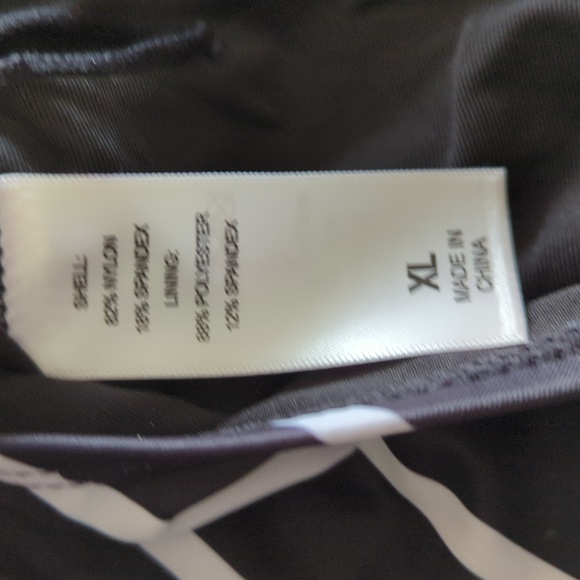 SHELL:
82% NYLON
18% SPANDEX
LINING:
88% POLYESTER
12% SPANDEX
XL
MADE IN
CHINA